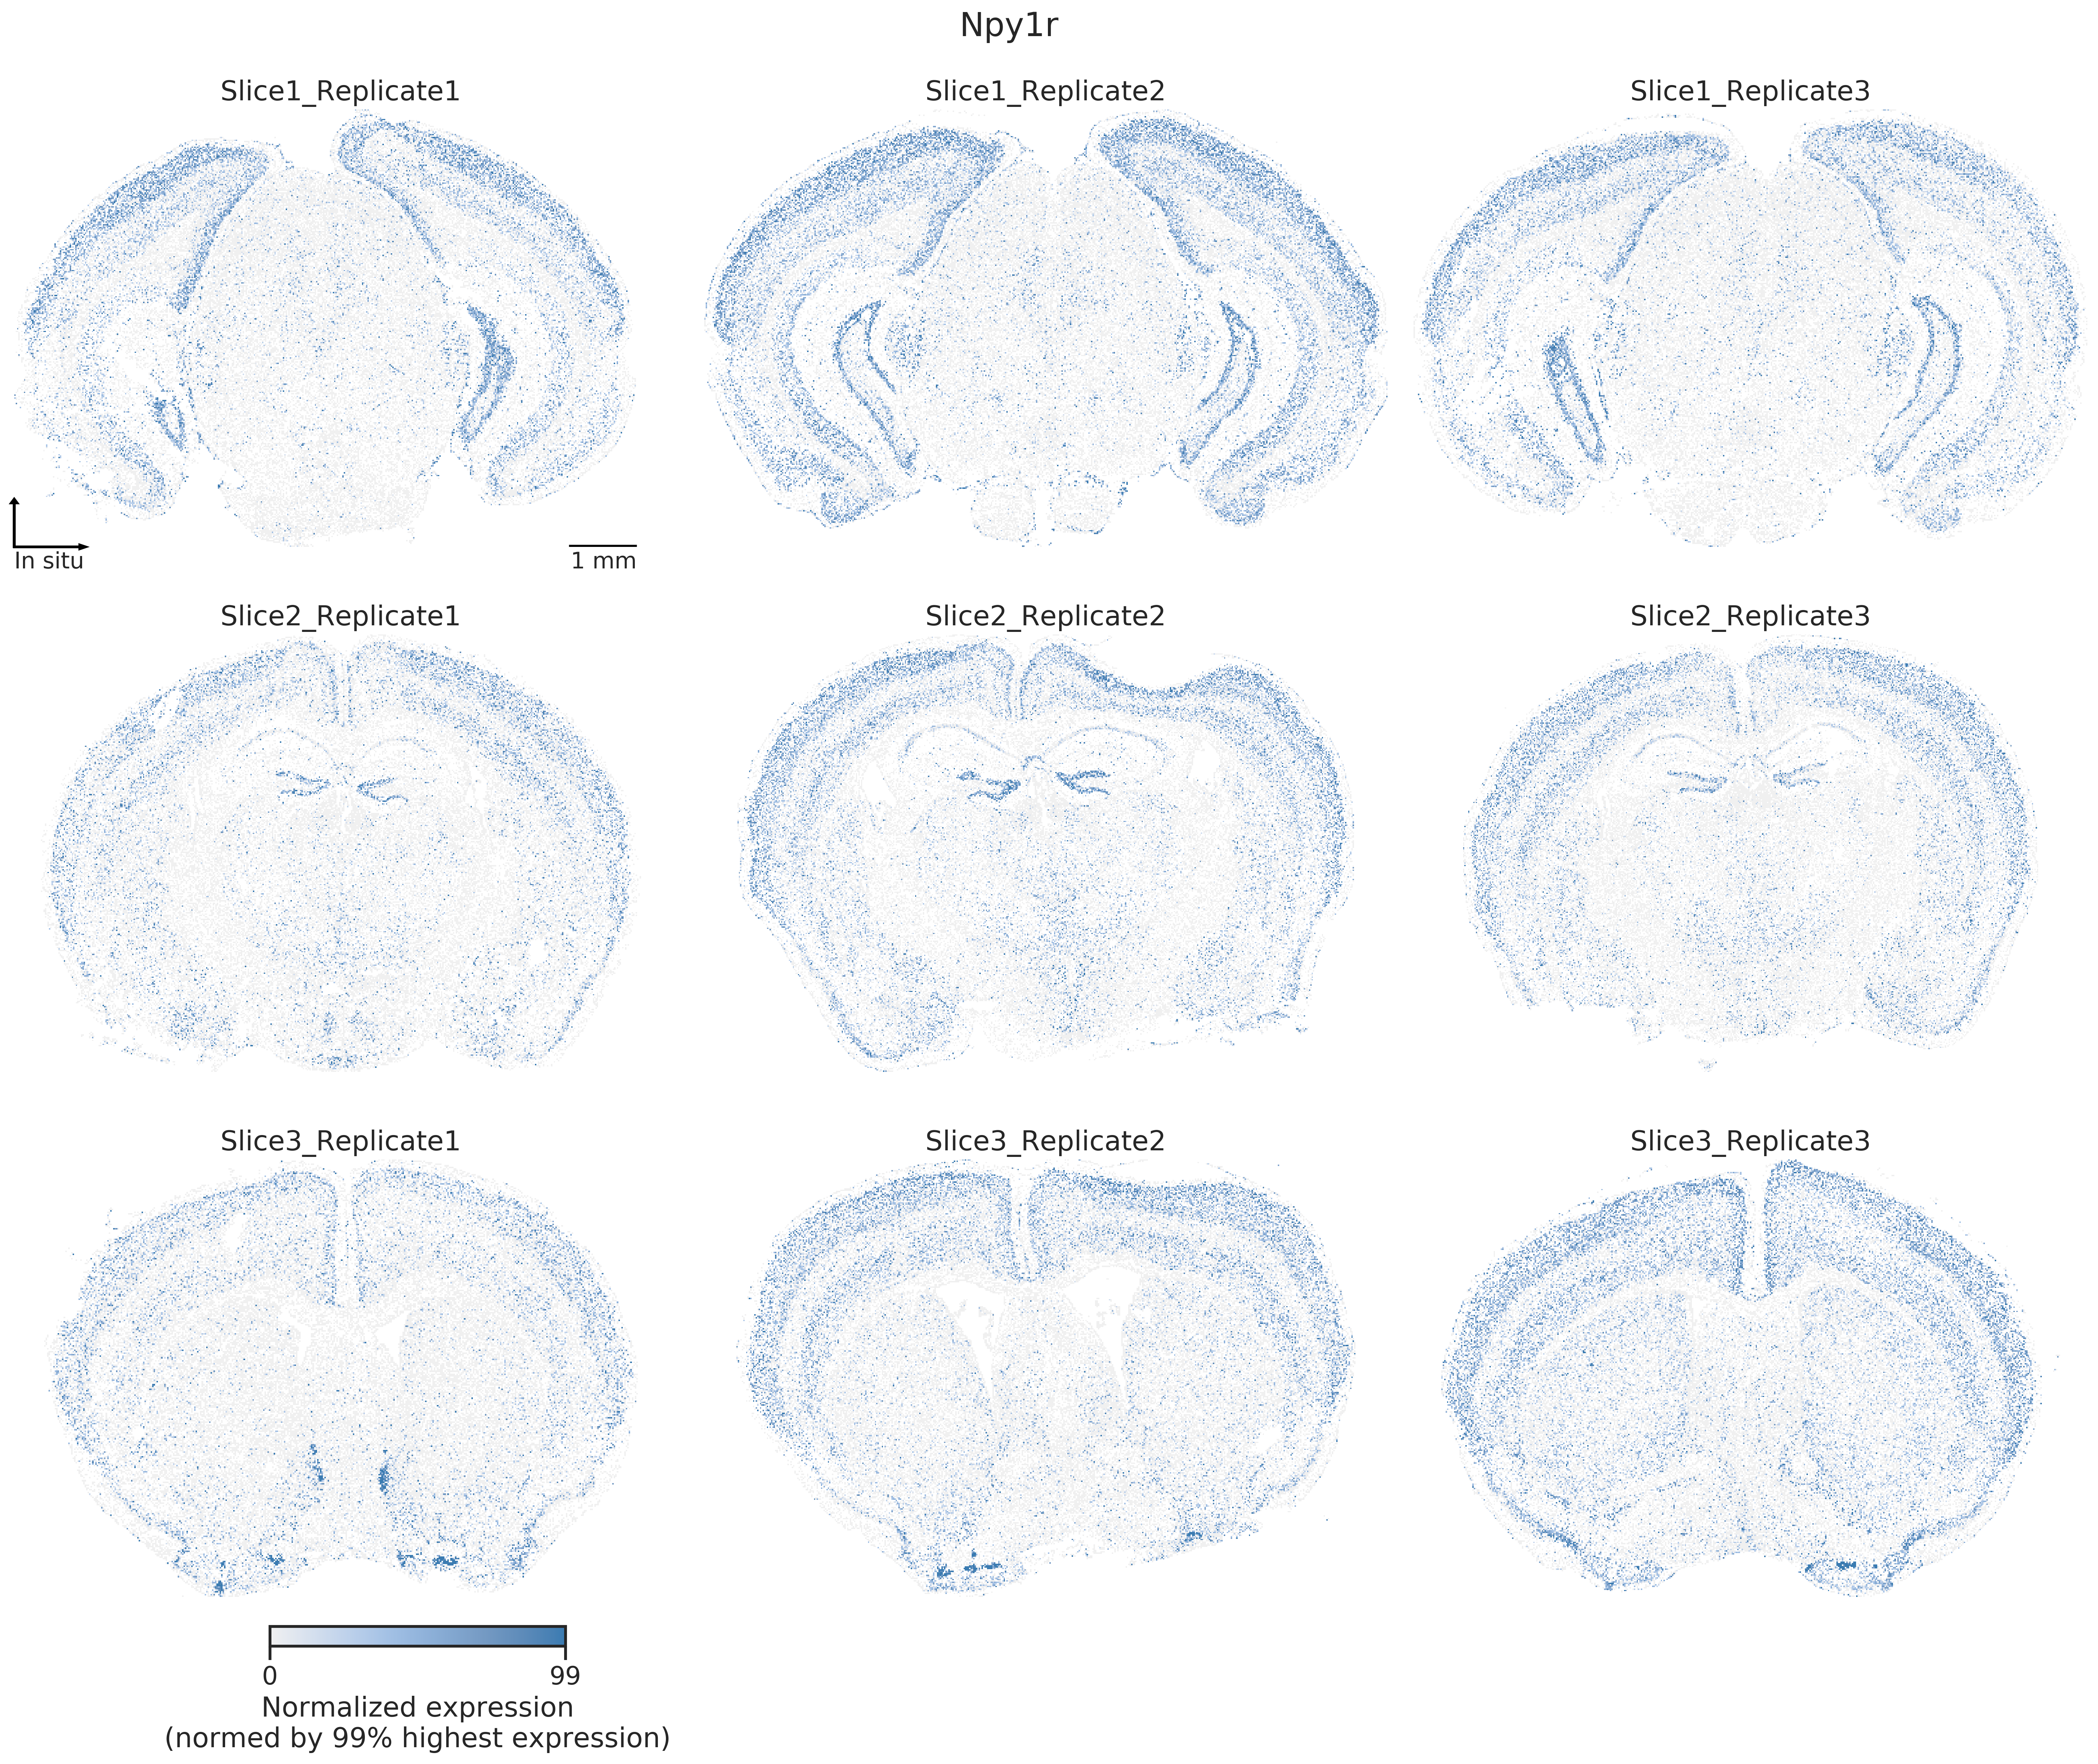 Npy1r
Slice1_Replicate1
Slice1_Replicate2
Slice1_Replicate3
In situ
1 mm
Slice2_Replicate1
Slice2_Replicate2
Slice2_Replicate3
Slice3_Replicate1
Slice3_Replicate2
Slice3_Replicate3
0
99
Normalized expression
(normed by 99% highest expression)